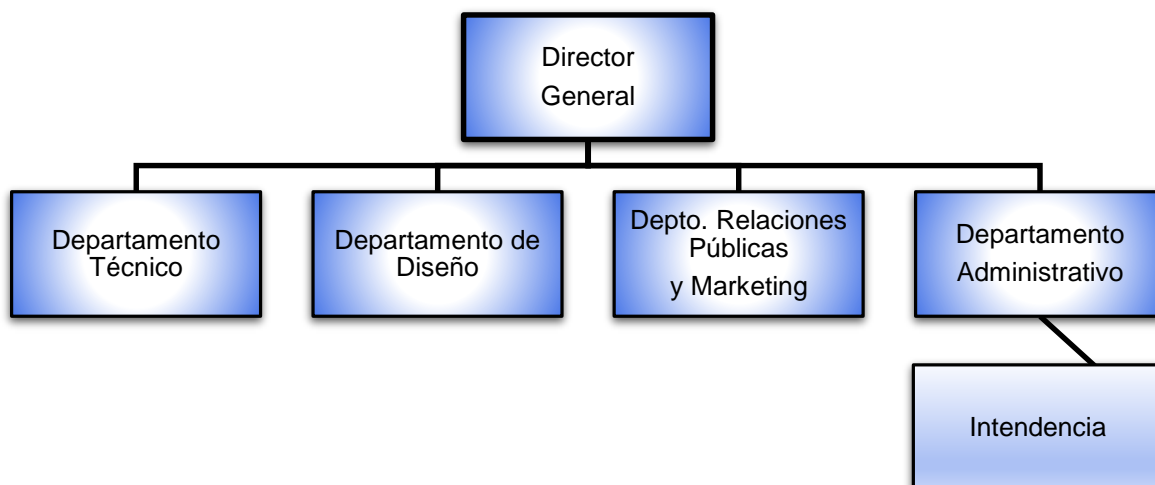 Director
General
Departamento
Técnico
Departamento de
Diseño
Depto. Relaciones
Públicas
y Marketing
Departamento
Administrativo
Intendencia